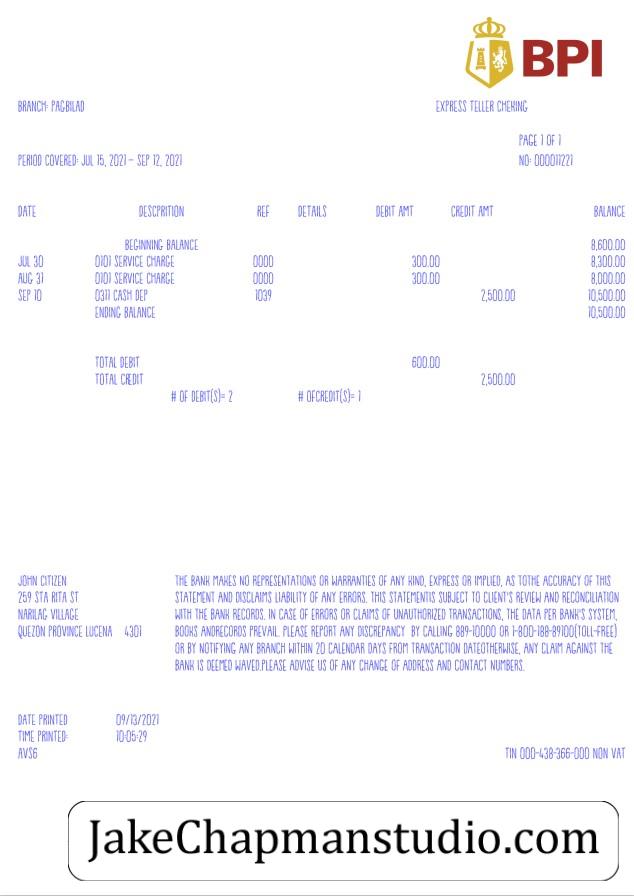 BPI
BRANCH: PAGBILAD EXPRESS TELLER CHEKING
PAGE 1 OF 1
PERIOD COVERED: JUL 15, 2021 – SEP 12, 2021 NO: 000011221
DATE DESCPRITION REF DETAILS DEBIT AMT CREDIT AMT BALANCE
BEGINNING BALANCE 8,600.00
JUL 30 0101 SERVICE CHARGE 0000 300.00 8,300.00
AUG 31 0101 SERVICE CHARGE 0000 300.00 8,000.00
SEP 10 0311 CASH DEP 1039 2,500.00 10,500.00
ENDING BALANCE 10,500.00
TOTAL DEBIT 600.00
TOTAL CREDIT 2,500.00
# OF DEBIT(S)= 2 # OFCREDIT(S)= 1
JOHN CITIZEN
259 STA RITA ST
NARILAG VILLAGE
QUEZON PROVINCE LUCENA 4301
THE BANK MAKES NO REPRESENTATIONS OR WARRANTIES OF ANY KIND, EXPRESS OR IMPLIED, AS TOTHE ACCURACY OF THIS
STATEMENT AND DISCLAIMS LIABILITY OF ANY ERRORS. THIS STATEMENTIS SUBJECT TO CLIENT'S REVIEW AND RECONCILIATION
WITH THE BANK RECORDS. IN CASE OF ERRORS OR CLAIMS OF UNAUTHORIZED TRANSACTIONS, THE DATA PER BANK'S SYSTEM,
BOOKS ANDRECORDS PREVAIL. PLEASE REPORT ANY DISCREPANCY BY CALLING 889-10000 OR 1-800-188-89100(TOLL-FREE)
OR BY NOTIFYING ANY BRANCH WITHIN 20 CALENDAR DAYS FROM TRANSACTION DATEOTHERWISE, ANY CLAIM AGAINST THE
BANK IS DEEMED WAVED.PLEASE ADVISE US OF ANY CHANGE OF ADDRESS AND CONTACT NUMBERS.
DATE PRINTED 09/13/2021
TIME PRINTED: 10:05:29
AVS6 TIN 000-438-366-000 NON VAT
JakeChapmanstudio.com